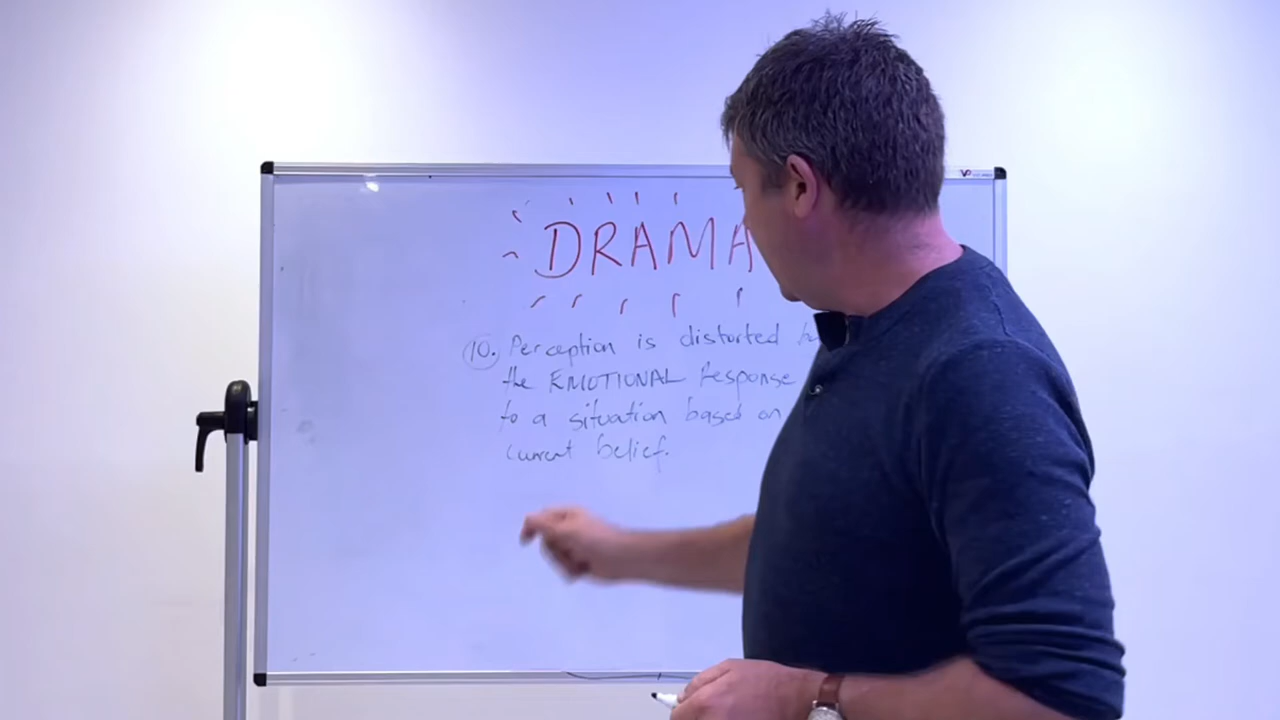 DRAMA
10. Perception is distorted
the EMOTIONAL Response
to a situation based on
current belief.